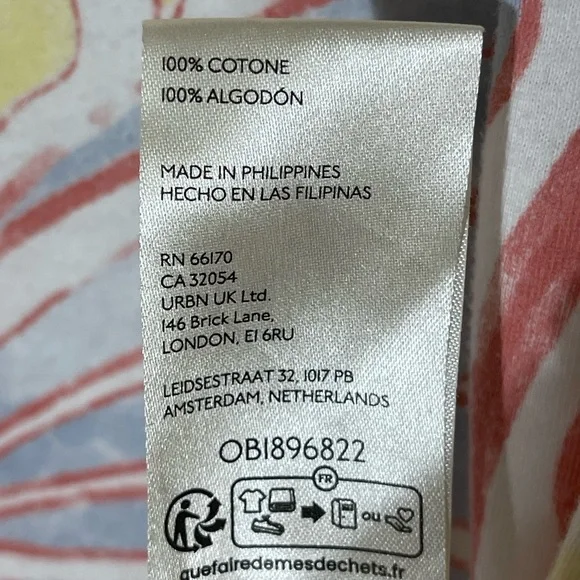 100% COTONE
100% ALGODÓN
MADE IN PHILIPPINES
HECHO EN LAS FILIPINAS
RN 66170
CA 32054
URBN UK Ltd.
146 Brick Lane,
LONDON, E1 6RU
LEIDSESTRAAT 32, 1017 PB
AMSTERDAM, NETHERLANDS
OB1896822
FR
ou
quefairedemesdechets.fr